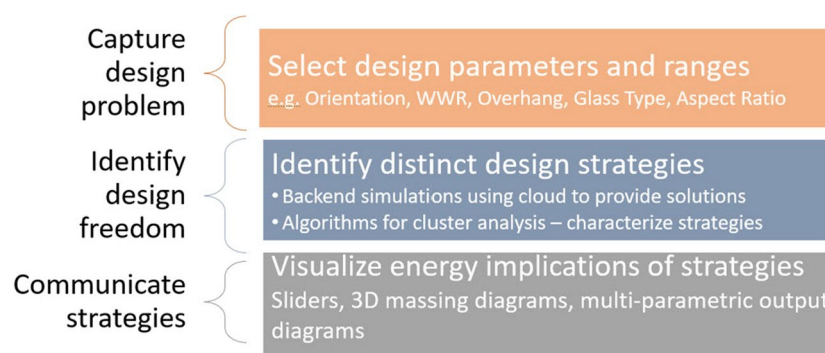 Capture
design
problem
Select design parameters and ranges
e.g. Orientation, WWR, Overhang, Glass Type, Aspect Ratio
Identify
design
freedom
Identify distinct design strategies
• Backend simulations using cloud to provide solutions
• Algorithms for cluster analysis – characterize strategies
Communicate
strategies
Visualize energy implications of strategies
Sliders, 3D massing diagrams, multi-parametric output
diagrams